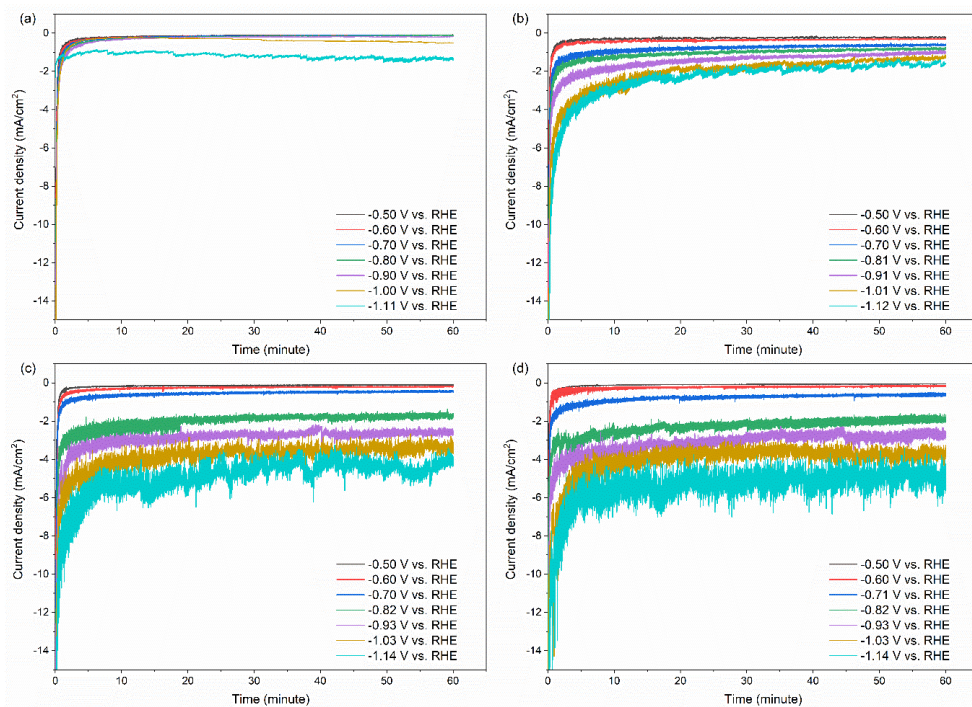 (a)
Current density (mA/cm²)
0
-2
-4
-6
-8
-10
-12
-14
-0.50 V vs. RHE
-0.60 V vs. RHE
-0.70 V vs. RHE
-0.80 V vs. RHE
-0.90 V vs. RHE
-1.00 V vs. RHE
-1.11 V vs. RHE
0 10 20 30 40 50 60
Time (minute)
(b)
Current density (mA/cm²)
0
-2
-4
-6
-8
-10
-12
-14
-0.50 V vs. RHE
-0.60 V vs. RHE
-0.70 V vs. RHE
-0.81 V vs. RHE
-0.91 V vs. RHE
-1.01 V vs. RHE
-1.12 V vs. RHE
0 10 20 30 40 50 60
Time (minute)
(c)
Current density (mA/cm²)
0
-2
-4
-6
-8
-10
-12
-14
-0.50 V vs. RHE
-0.60 V vs. RHE
-0.70 V vs. RHE
-0.82 V vs. RHE
-0.93 V vs. RHE
-1.03 V vs. RHE
-1.14 V vs. RHE
0 10 20 30 40 50 60
Time (minute)
(d)
Current density (mA/cm²)
0
-2
-4
-6
-8
-10
-12
-14
-0.50 V vs. RHE
-0.60 V vs. RHE
-0.71 V vs. RHE
-0.82 V vs. RHE
-0.93 V vs. RHE
-1.03 V vs. RHE
-1.14 V vs. RHE
0 10 20 30 40 50 60
Time (minute)